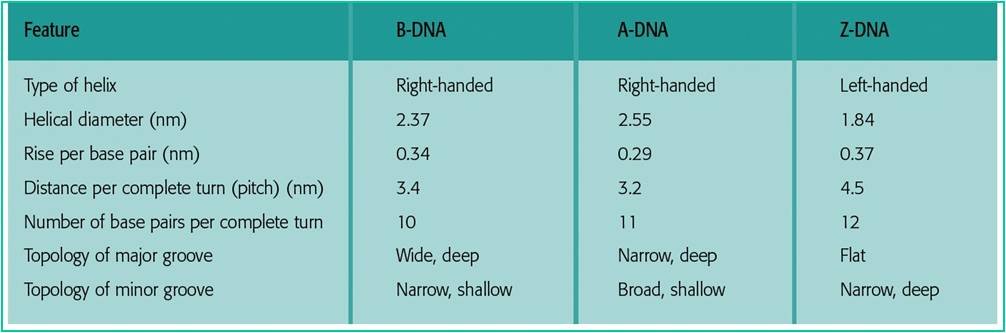 Feature B-DNA A-DNA Z-DNA
Type of helix Right-handed Right-handed Left-handed
Helical diameter (nm) 2.37 2.55 1.84
Rise per base pair (nm) 0.34 0.29 0.37
Distance per complete turn (pitch) (nm) 3.4 3.2 4.5
Number of base pairs per complete turn 10 11 12
Topology of major groove Wide, deep Narrow, deep Flat
Topology of minor groove Narrow, shallow Broad, shallow Narrow, deep